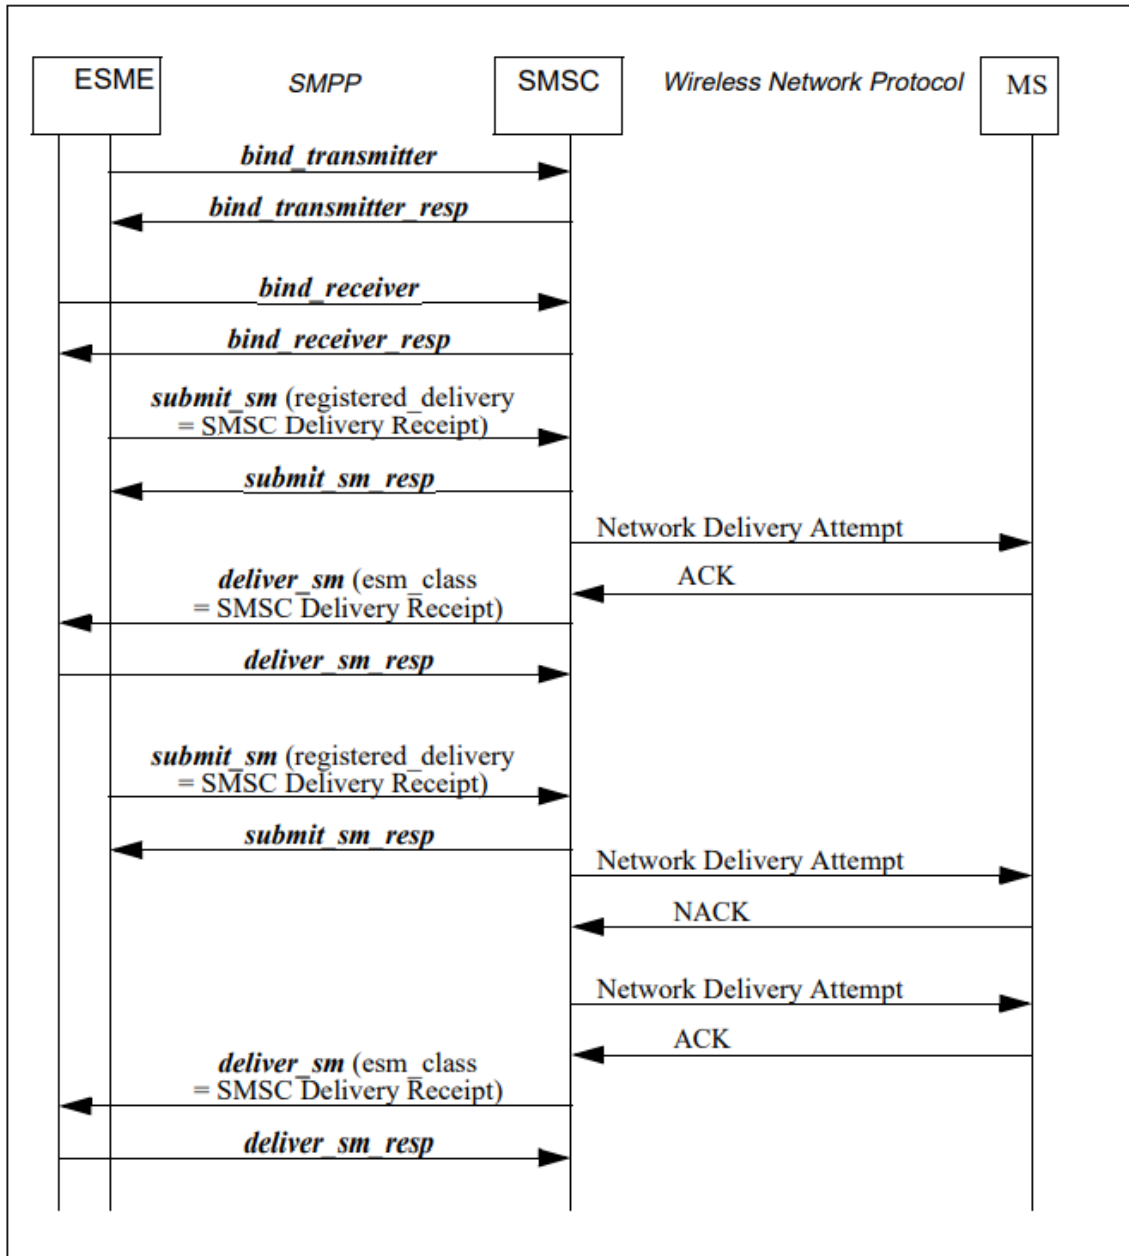 ESME SMPP SMSC Wireless Network Protocol MS
bind_transmitter
bind_transmitter_resp
bind_receiver
bind_receiver_resp
submit_sm (registered_delivery
= SMSC Delivery Receipt)
submit_sm_resp
Network Delivery Attempt
ACK
deliver_sm (esm_class
= SMSC Delivery Receipt)
deliver_sm_resp
submit_sm (registered_delivery
= SMSC Delivery Receipt)
submit_sm_resp
Network Delivery Attempt
NACK
Network Delivery Attempt
ACK
deliver_sm (esm_class
= SMSC Delivery Receipt)
deliver_sm_resp